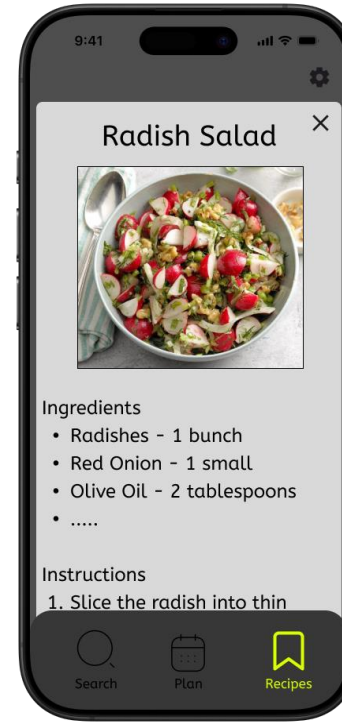 9:41
Radish Salad
Ingredients
• Radishes - 1 bunch
• Red Onion - 1 small
• Olive Oil - 2 tablespoons
• .....
Instructions
1. Slice the radish into thin
Search Plan Recipes